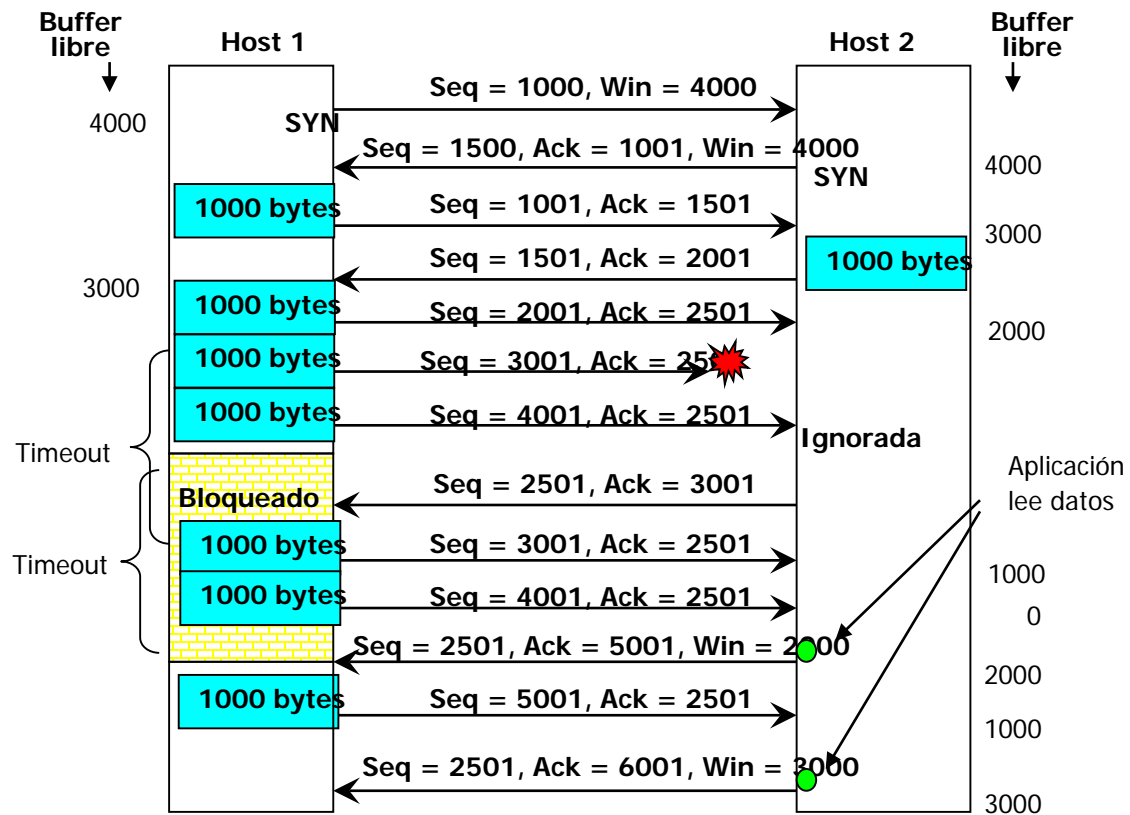 Buffer
libre
Host 1
Host 2
Buffer
libre
Seq = 1000, Win = 4000
4000
SYN
Seq = 1500, Ack = 1001, Win = 4000
4000
SYN
1000 bytes
Seq = 1001, Ack = 1501
3000
Seq = 1501, Ack = 2001
1000 bytes
3000
1000 bytes
Seq = 2001, Ack = 2501
2000
1000 bytes
Seq = 3001, Ack =
1000 bytes
Seq = 4001, Ack = 2501
Ignorada
Timeout
Aplicación
lee datos
Bloqueado
Seq = 2501, Ack = 3001
1000 bytes
Seq = 3001, Ack = 2501
Timeout
1000
1000 bytes
Seq = 4001, Ack = 2501
0
Seq = 2501, Ack = 5001, Win = 2000
2000
1000 bytes
Seq = 5001, Ack = 2501
1000
Seq = 2501, Ack = 6001, Win = 3000
3000